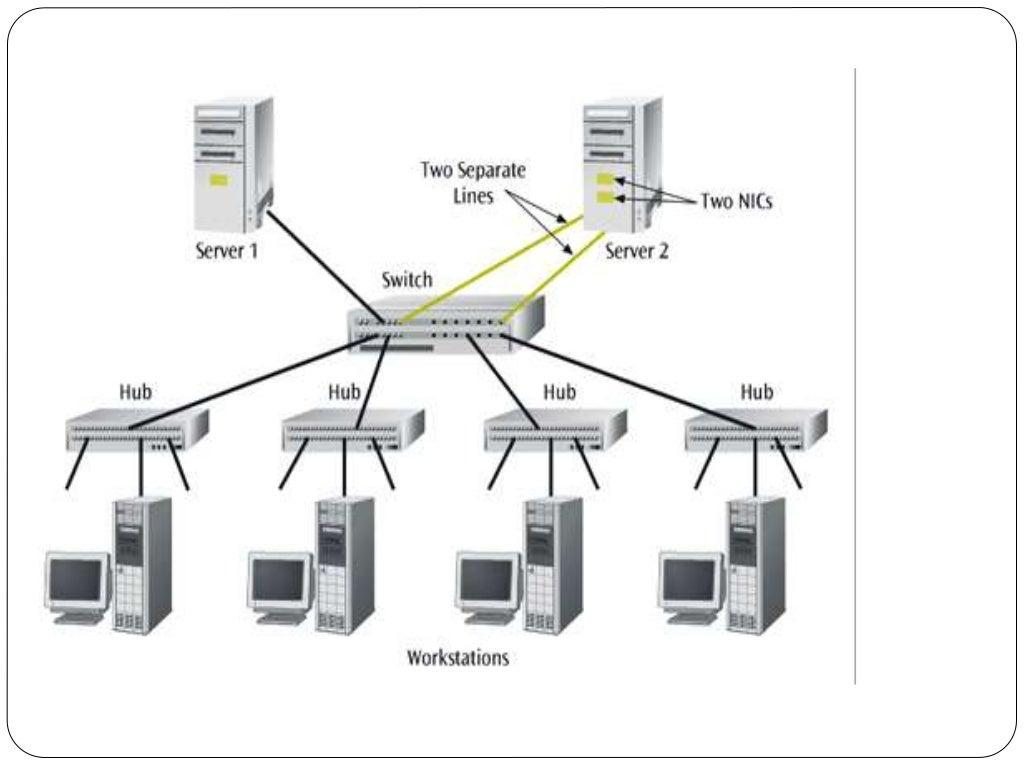 Two Separate
Lines
Two NICs
Server 1
Server 2
Switch
Hub
Hub
Hub
Hub
Workstations